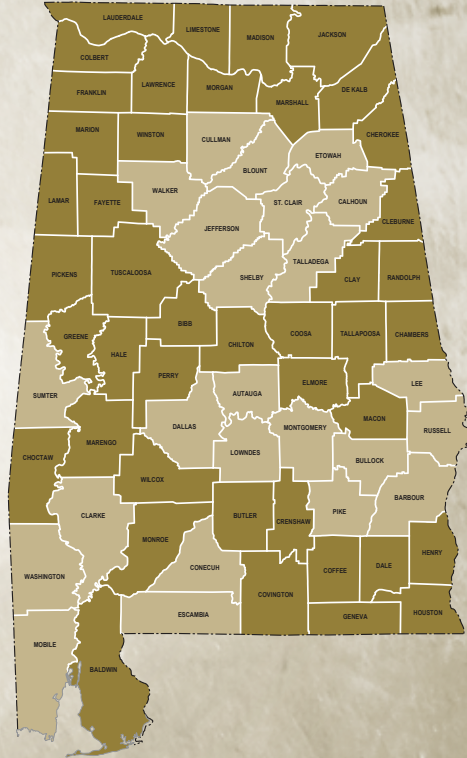 LAUDERDALE
LIMESTONE
MADISON
JACKSON
COLBERT
LAWRENCE
MORGAN
FRANKLIN
MARSHALL
DE KALB
MARION
WINSTON
CULLMAN
CHEROKEE
ETOWAH
BLOUNT
WALKER
LAMAR
FAYETTE
ST. CLAIR
CALHOUN
JEFFERSON
CLEBURNE
TALLADEGA
PICKENS
TUSCALOOSA
SHELBY
CLAY
RANDOLPH
BIBB
GREENE
HALE
CHILTON
COOSA
TALLAPOOSA
CHAMBERS
PERRY
ELMORE
LEE
SUMTER
AUTAUGA
MACON
DALLAS
MONTGOMERY
RUSSELL
MARENGO
CHOCTAW
LOWNDES
BULLOCK
WILCOX
BARBOUR
CLARKE
BUTLER
CRENSHAW
PIKE
MONROE
HENRY
CONECUH
COFFEE
DALE
WASHINGTON
COVINGTON
ESCAMBIA
GENEVA
HOUSTON
MOBILE
BALDWIN